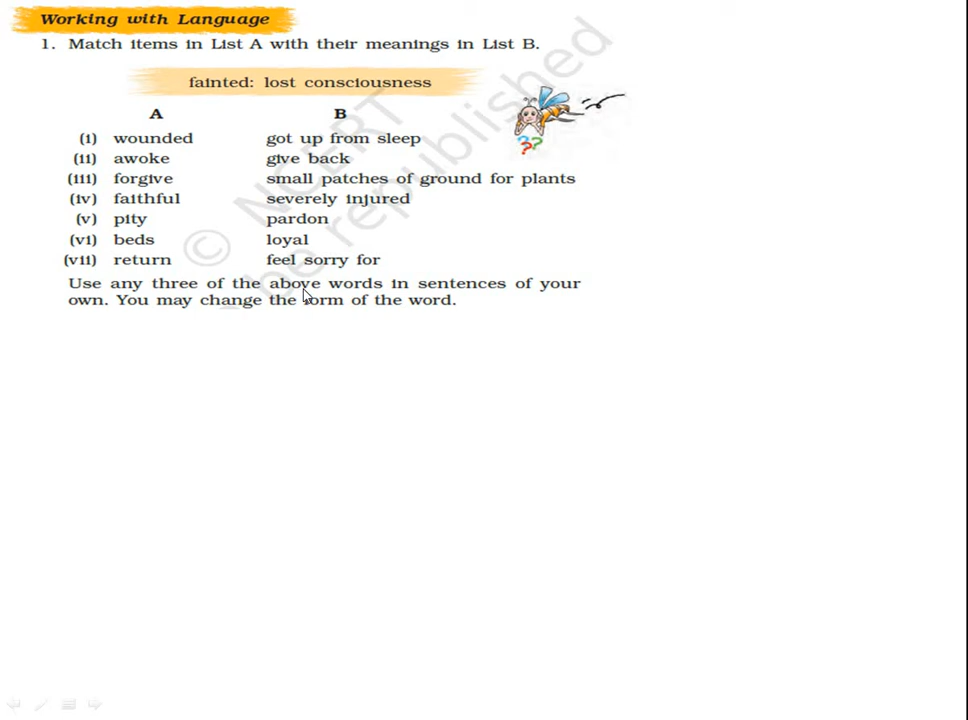 Working with Language
1. Match items in List A with their meanings in List B.
fainted: lost consciousness
A B
(i) wounded got up from sleep
(ii) awoke give back
(iii) forgive small patches of ground for plants
(iv) faithful severely injured
(v) pity pardon
(vi) beds loyal
(vii) return feel sorry for
Use any three of the above words in sentences of your
own. You may change the form of the word.
© NCERT
be republished
???